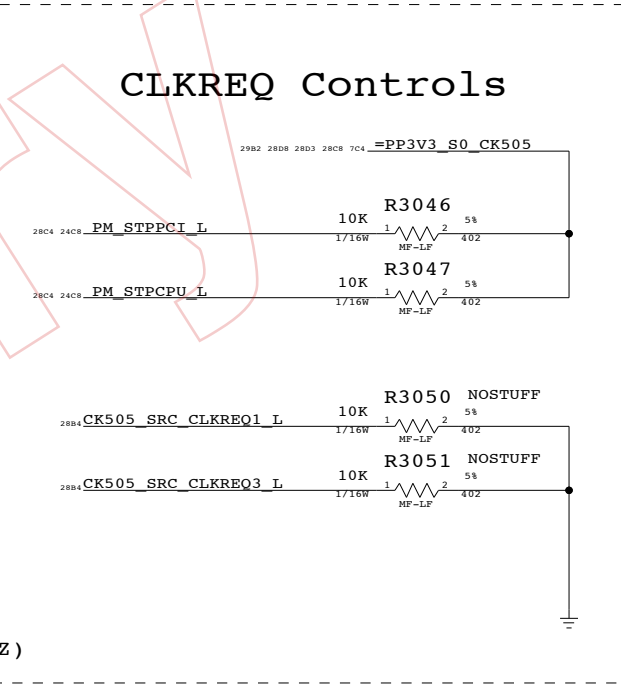 CLKREQ Controls
29B2 28D8 28D3 28C8 7C4 =PP3V3_S0_CK505
R3046
28C4 24C8 PM_STPPCI_L 10K 5%
1 2
1/16W 402
MF-LF
R3047
28C4 24C8 PM_STPCPU_L 10K 5%
1 2
1/16W 402
MF-LF
R3050 NOSTUFF
28B4 CK505_SRC_CLKREQ1_L 10K 5%
1 2
1/16W 402
MF-LF
R3051 NOSTUFF
28B4 CK505_SRC_CLKREQ3_L 10K 5%
1 2
1/16W 402
MF-LF
Z)
ry